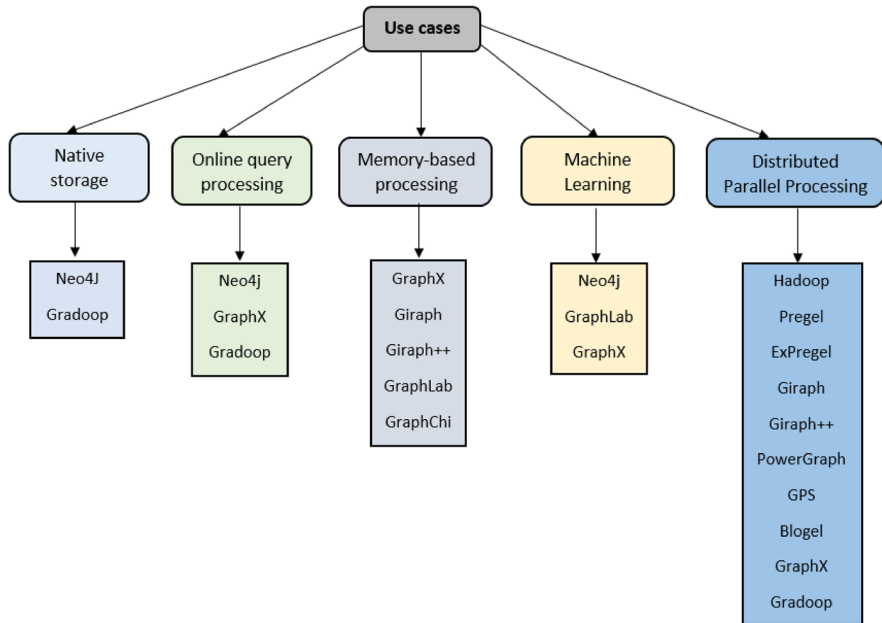 Use cases
Native
storage
Online query
processing
Memory-based
processing
Machine
Learning
Distributed
Parallel Processing
Neo4J
Gradoop
Neo4j
GraphX
Gradoop
GraphX
Giraph
Giraph++
GraphLab
GraphChi
Neo4j
GraphLab
GraphX
Hadoop
Pregel
ExPregel
Giraph
Giraph++
PowerGraph
GPS
Blogel
GraphX
Gradoop